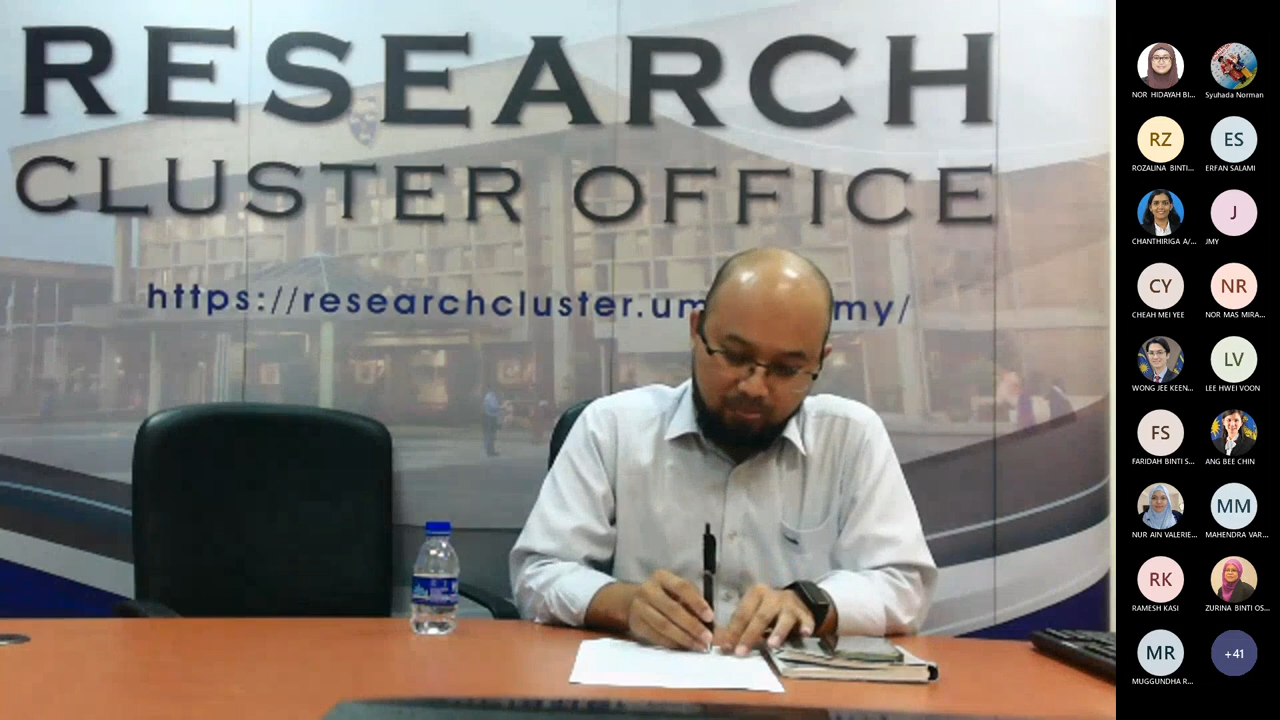 RESEARCH
CLUSTER OFFICE
https://researchcluster.um my/
NOR HIDAYAH BI...
Syuhada Norman
RZ
ES
ROZALINA BINTI...
ERFAN SALAMI
J
CHANTHIRIGA A/...
JMY
CY
NR
CHEAH MEI YEE
NOR MAS MIRA...
LV
WONG JEE KEEN...
LEE HWEI VOON
FS
FARIDAH BINTI S...
ANG BEE CHIN
MM
NUR AIN VALERIE...
MAHENDRA VAR...
RK
RAMESH KASI
ZURINA BINTI OS...
MR
+41
MUGGUNDHA R...